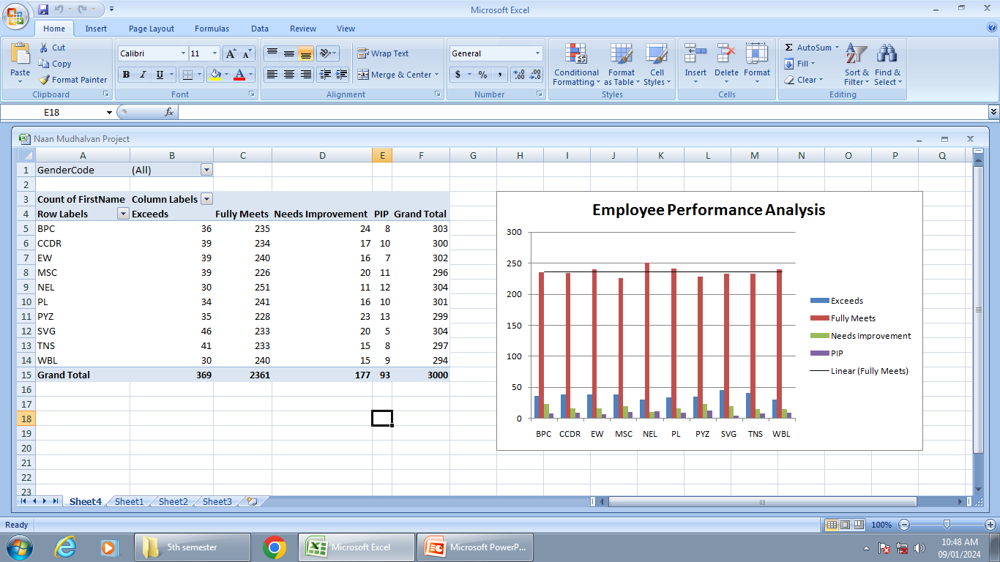 Microsoft Excel
Home Insert Page Layout Formulas Data Review View
Paste
Cut
Copy
Format Painter
Clipboard
Calibri 11
B I U
Font
Wrap Text
Merge & Center
Alignment
General
$ % ,
Number
Conditional Formatting
Format as Table
Cell Styles
Styles
Insert Delete Format
Cells
Σ AutoSum
Fill
Clear
Sort & Filter
Find & Select
Editing
E18
fx
Naan Mudhalvan Project
A B C D E F G H I J K L M N O P Q
1 GenderCode (All)
2
3 Count of FirstName Column Labels
4 Row Labels Exceeds Fully Meets Needs Improvement PIP Grand Total
5 BPC 36 235 24 8 303
6 CCDR 39 234 17 10 300
7 EW 39 240 16 7 302
8 MSC 39 226 20 11 296
9 NEL 30 251 11 12 304
10 PL 34 241 16 10 301
11 PYZ 35 228 23 13 299
12 SVG 46 233 20 5 304
13 TNS 41 233 15 8 297
14 WBL 30 240 15 9 294
15 Grand Total 369 2361 177 93 3000
16
17
18
19
20
21
22
23
Employee Performance Analysis
300
250
200
150
100
50
0
BPC CCDR EW MSC NEL PL PYZ SVG TNS WBL
Exceeds
Fully Meets
Needs Improvement
PIP
Linear (Fully Meets)
Sheet4 Sheet1 Sheet2 Sheet3
Ready 100%
5th semester Microsoft Excel Microsoft PowerP...
10:48 AM
09/01/2024